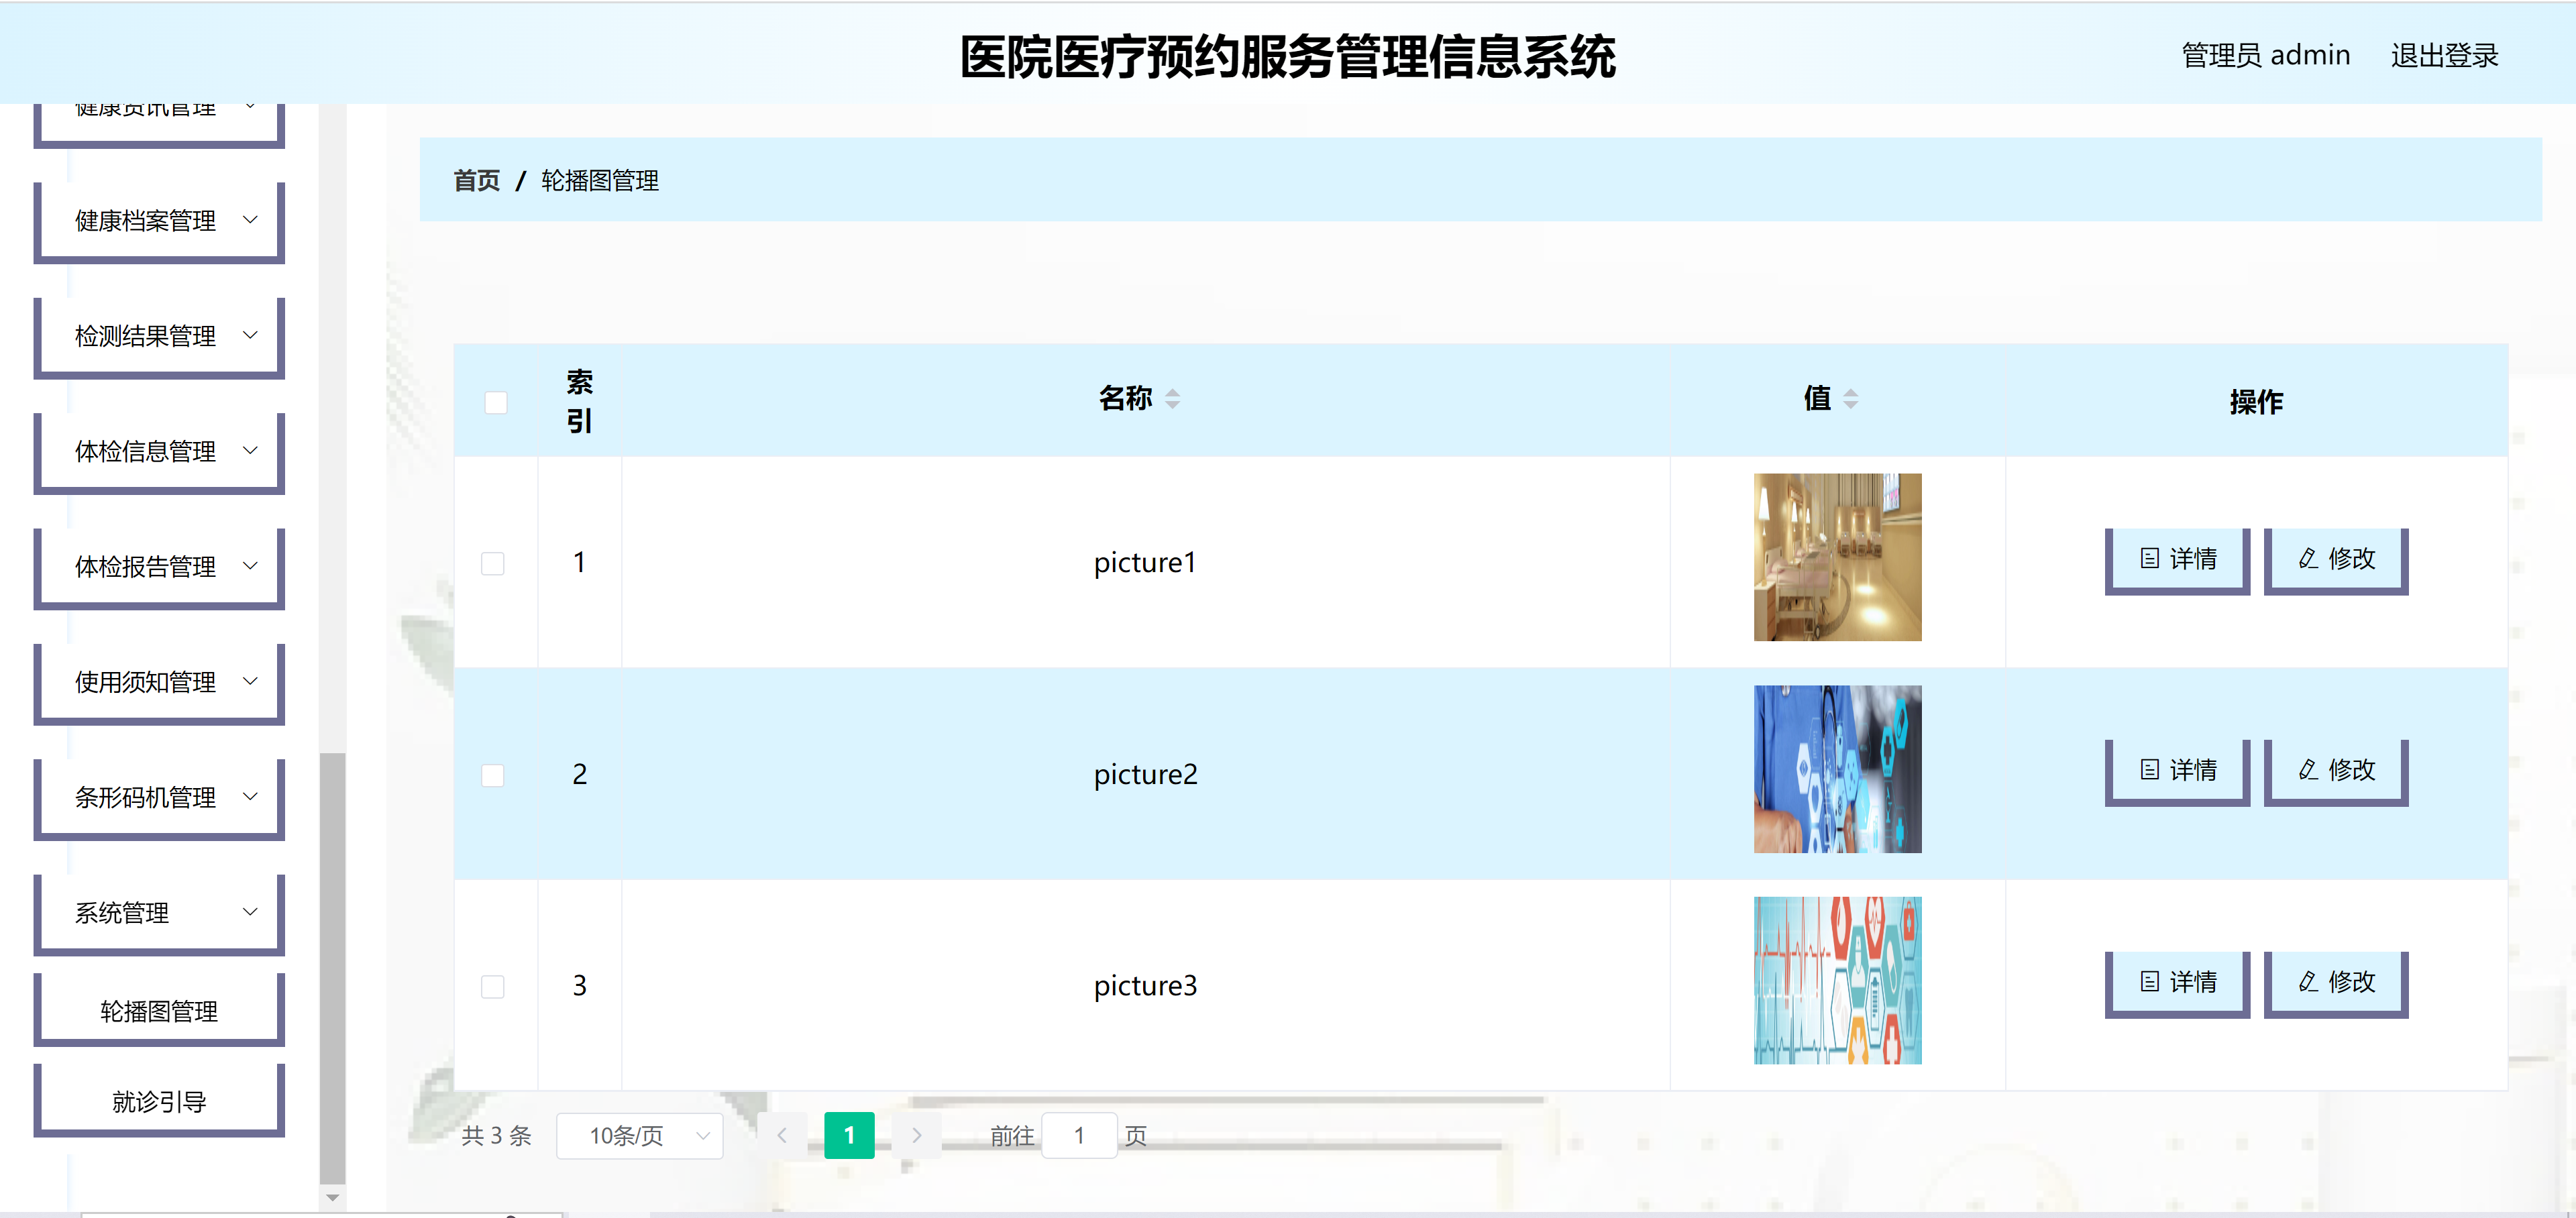 医院医疗预约服务管理信息系统
管理员 admin 退出登录
健康资讯管理
健康档案管理
检测结果管理
体检信息管理
体检报告管理
使用须知管理
条形码机管理
系统管理
轮播图管理
就诊引导
首页 / 轮播图管理
索引 名称 值 操作
1 picture1 详情 修改
2 picture2 详情 修改
3 picture3 详情 修改
共 3 条 10条/页 1 前往 1 页